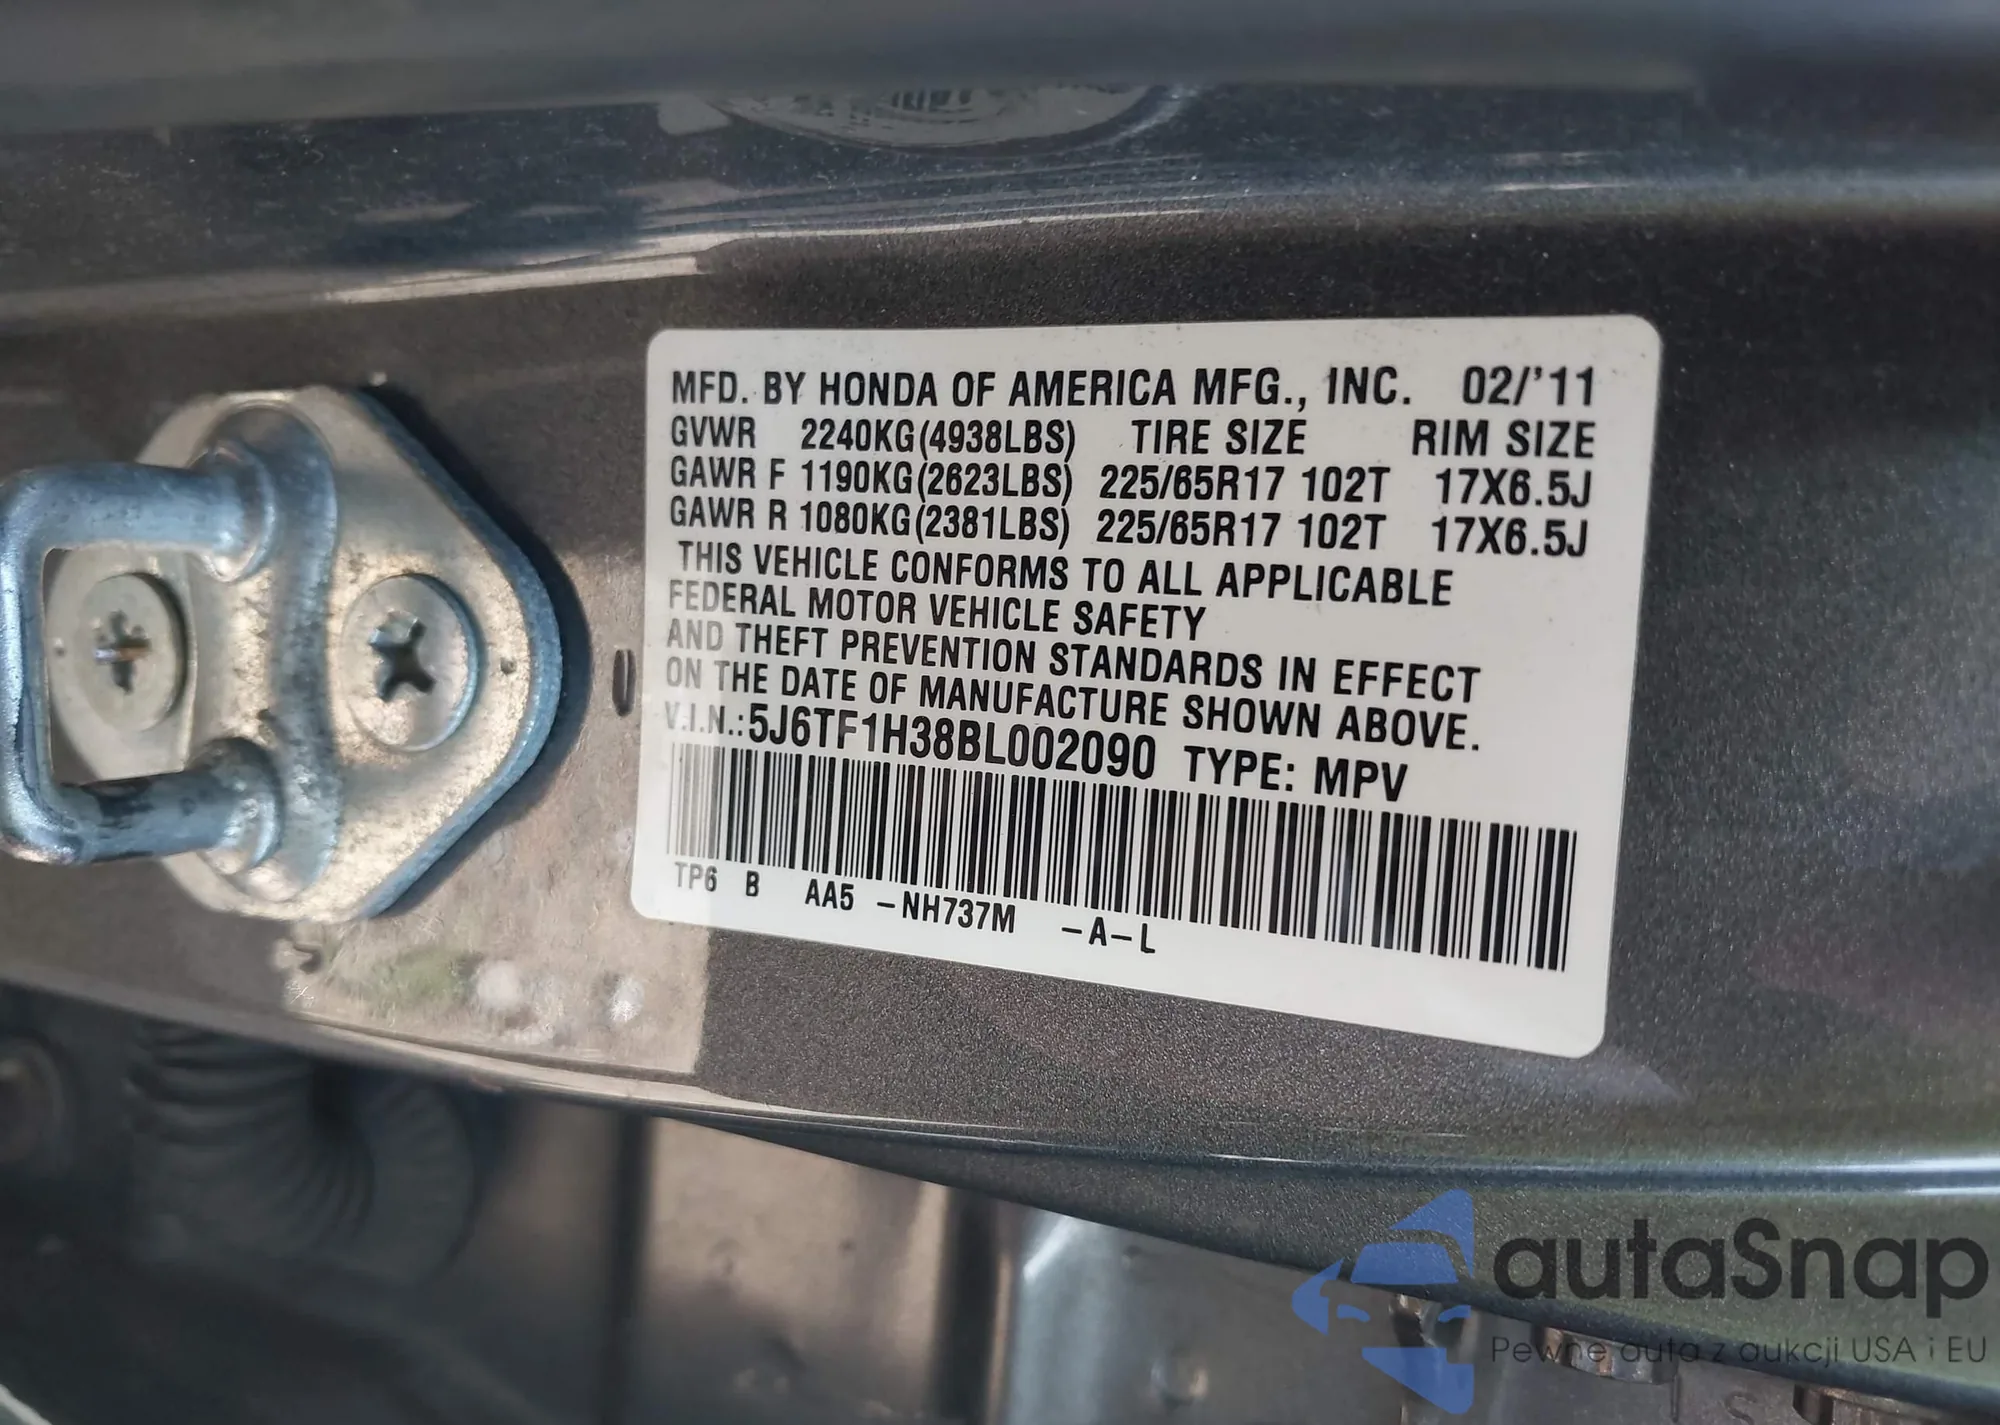 MFD. BY HONDA OF AMERICA MFG., INC. 02/'11
GVWR 2240KG(4938LBS) TIRE SIZE RIM SIZE
GAWR F 1190KG(2623LBS) 225/65R17 102T 17X6.5J
GAWR R 1080KG(2381LBS) 225/65R17 102T 17X6.5J
THIS VEHICLE CONFORMS TO ALL APPLICABLE
FEDERAL MOTOR VEHICLE SAFETY
AND THEFT PREVENTION STANDARDS IN EFFECT
ON THE DATE OF MANUFACTURE SHOWN ABOVE.
V.I.N.:5J6TF1H38BL002090 TYPE: MPV
TP6 B AA5 -NH737M -A-L
autaSnap
Pewne auta z aukcji USA i EU